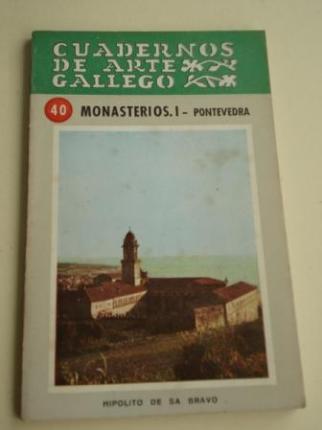 CUADERNOS
DE ARTE
GALLEGO
40 MONASTERIOS. I - PONTEVEDRA
HIPOLITO DE SA BRAVO